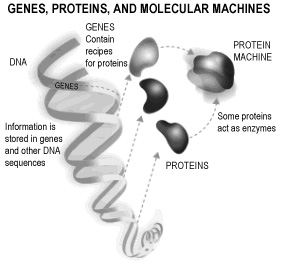 GENES, PROTEINS, AND MOLECULAR MACHINES
GENES
Contain
recipes
for proteins
DNA
GENES
PROTEIN
MACHINE
Information is
stored in genes
and other DNA
sequences
Some proteins
act as enzymes
PROTEINS